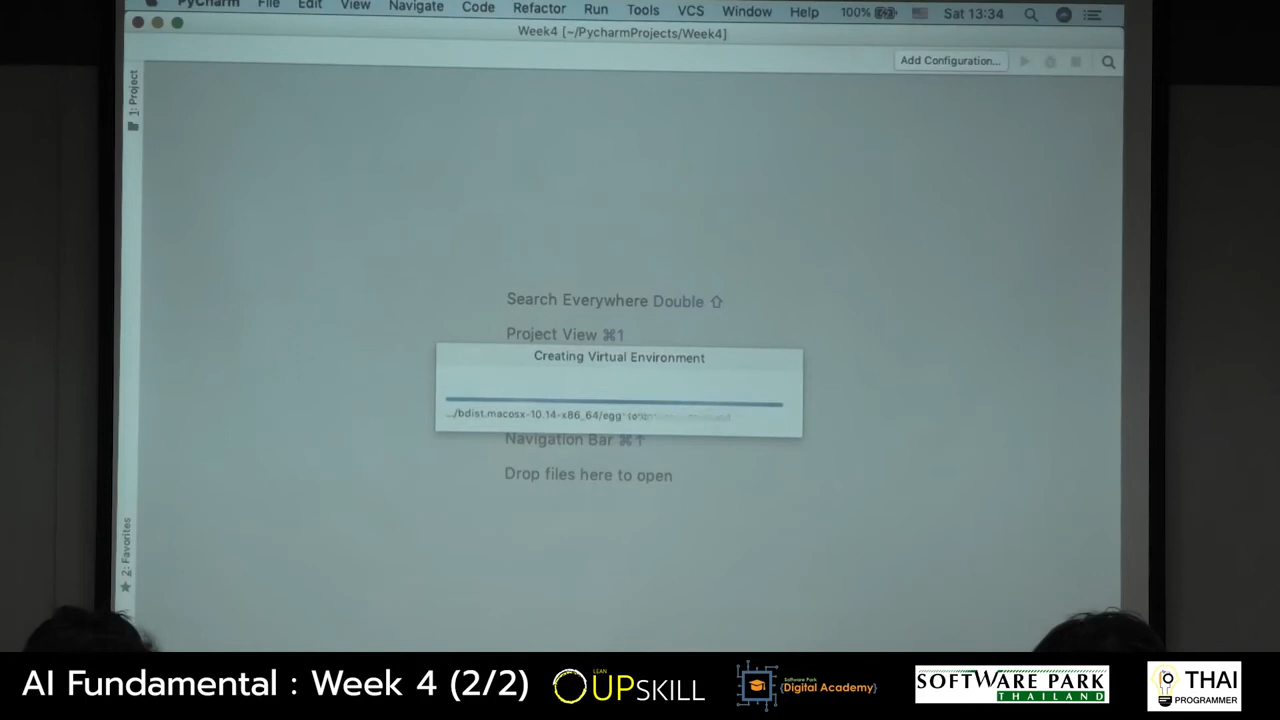 PyCharm File Edit View Navigate Code Refactor Run Tools VCS Window Help 100% Sat 13:34
Week4 [~/PycharmProjects/Week4]
Add Configuration...
1: Project
Search Everywhere Double ⇧
Project View ⌘1
Creating Virtual Environment
.../bdist.macosx-10.14-x86_64/egg'
Navigation Bar ⌘↑
Drop files here to open
2: Favorites
AI Fundamental : Week 4 (2/2)
LEAN
UPSKILL
Software Park
{Digital Academy}
SOFTWARE PARK
THAILAND
THAI
PROGRAMMER